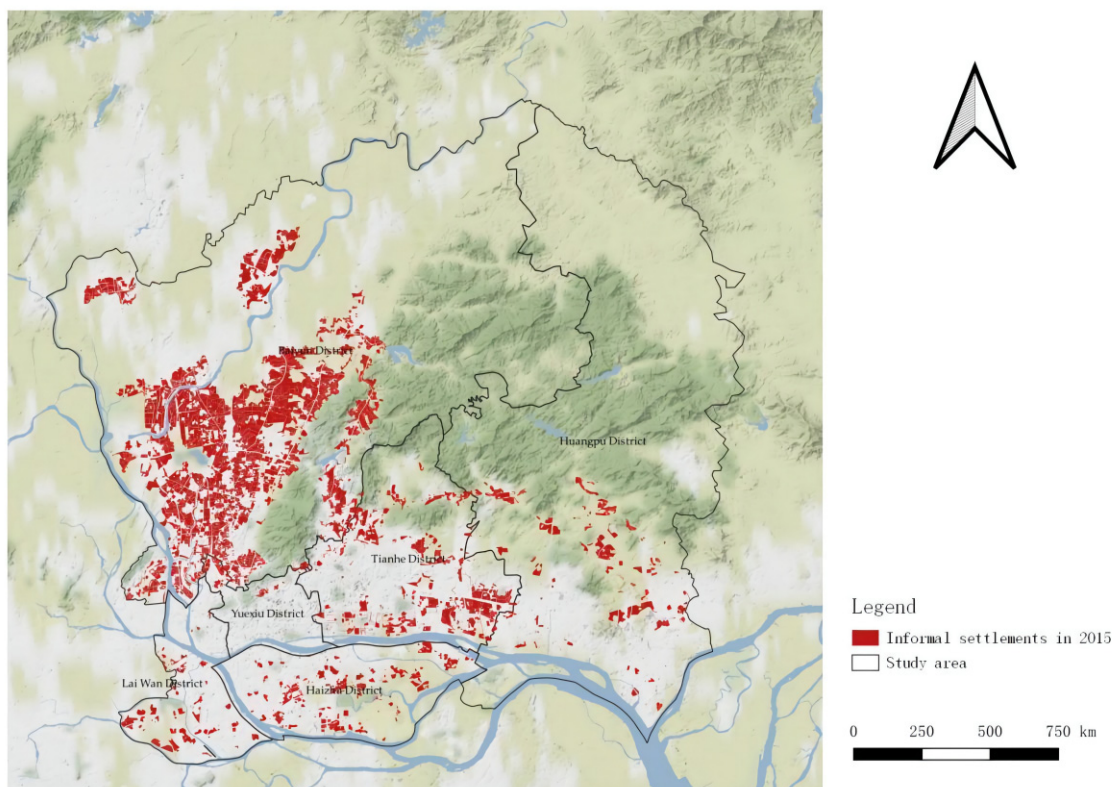 Baiyun District
Huangpu District
Tianhe District
Yuexiu District
Lai Wan District
Haizhu District
Legend
Informal settlements in 2015
Study area
0 250 500 750 km